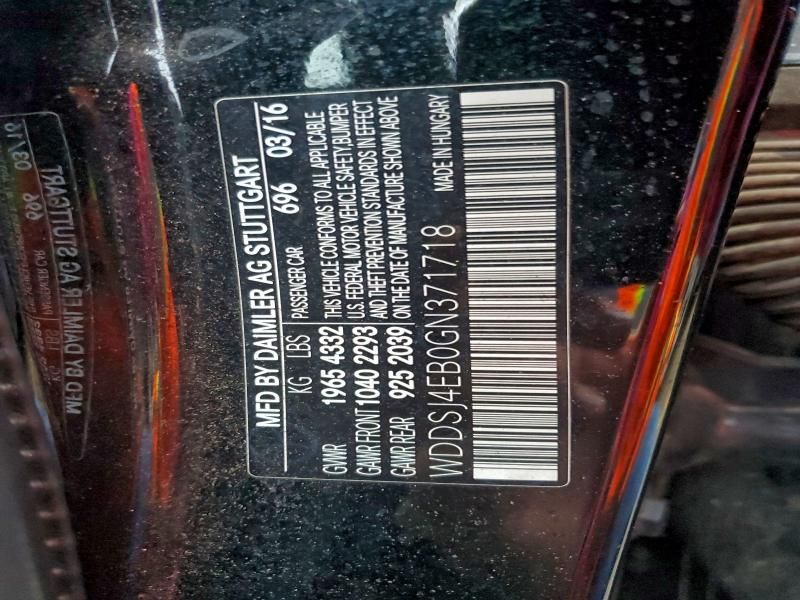 MFD BY DAIMLER AG STUTTGART
KG LBS PASSENGER CAR 696 03/16
GVWR 1965 4332 THIS VEHICLE CONFORMS TO ALL APPLICABLE
GAWR FRONT 1040 2293 U.S. FEDERAL MOTOR VEHICLE SAFETY,BUMPER
GAWR REAR 925 2039 AND THEFT PREVENTION STANDARDS IN EFFECT
ON THE DATE OF MANUFACTURE SHOWN ABOVE
WDDSJ4EB0GN371718 MADE IN HUNGARY